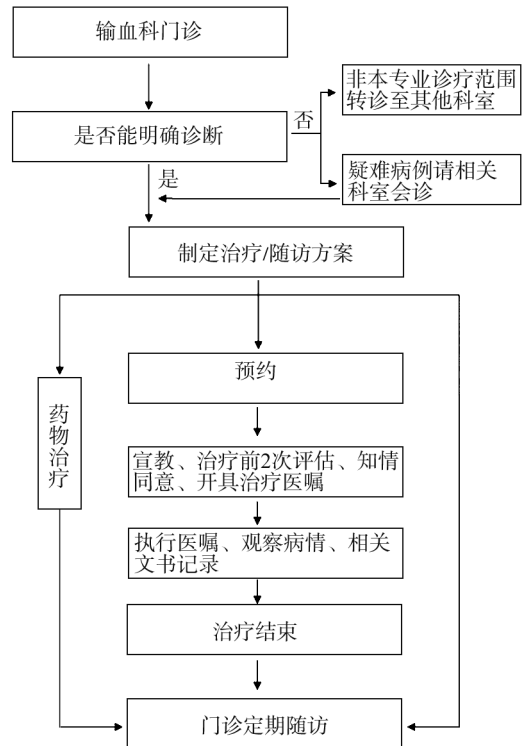 输血科门诊
非本专业诊疗范围
转诊至其他科室
否
是否能明确诊断
疑难病例请相关
科室会诊
是
制定治疗/随访方案
预约
药物治疗
宣教、治疗前2次评估、知情
同意、开具治疗医嘱
执行医嘱、观察病情、相关
文书记录
治疗结束
门诊定期随访